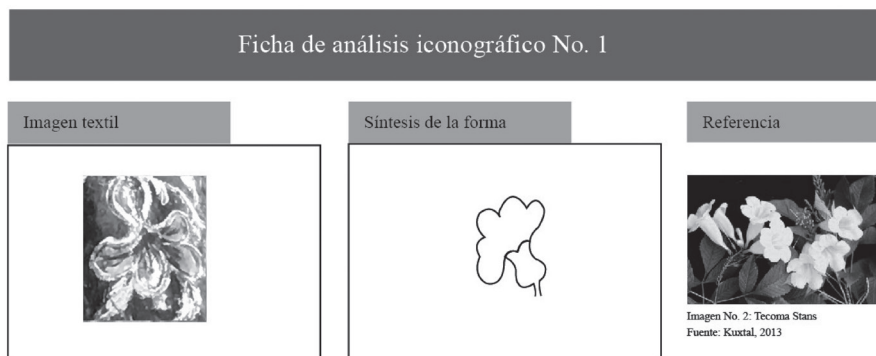 Ficha de análisis iconográfico No. 1
Imagen textil
Síntesis de la forma
Referencia
Imagen No. 2: Tecoma Stans
Fuente: Kuxtal, 2013